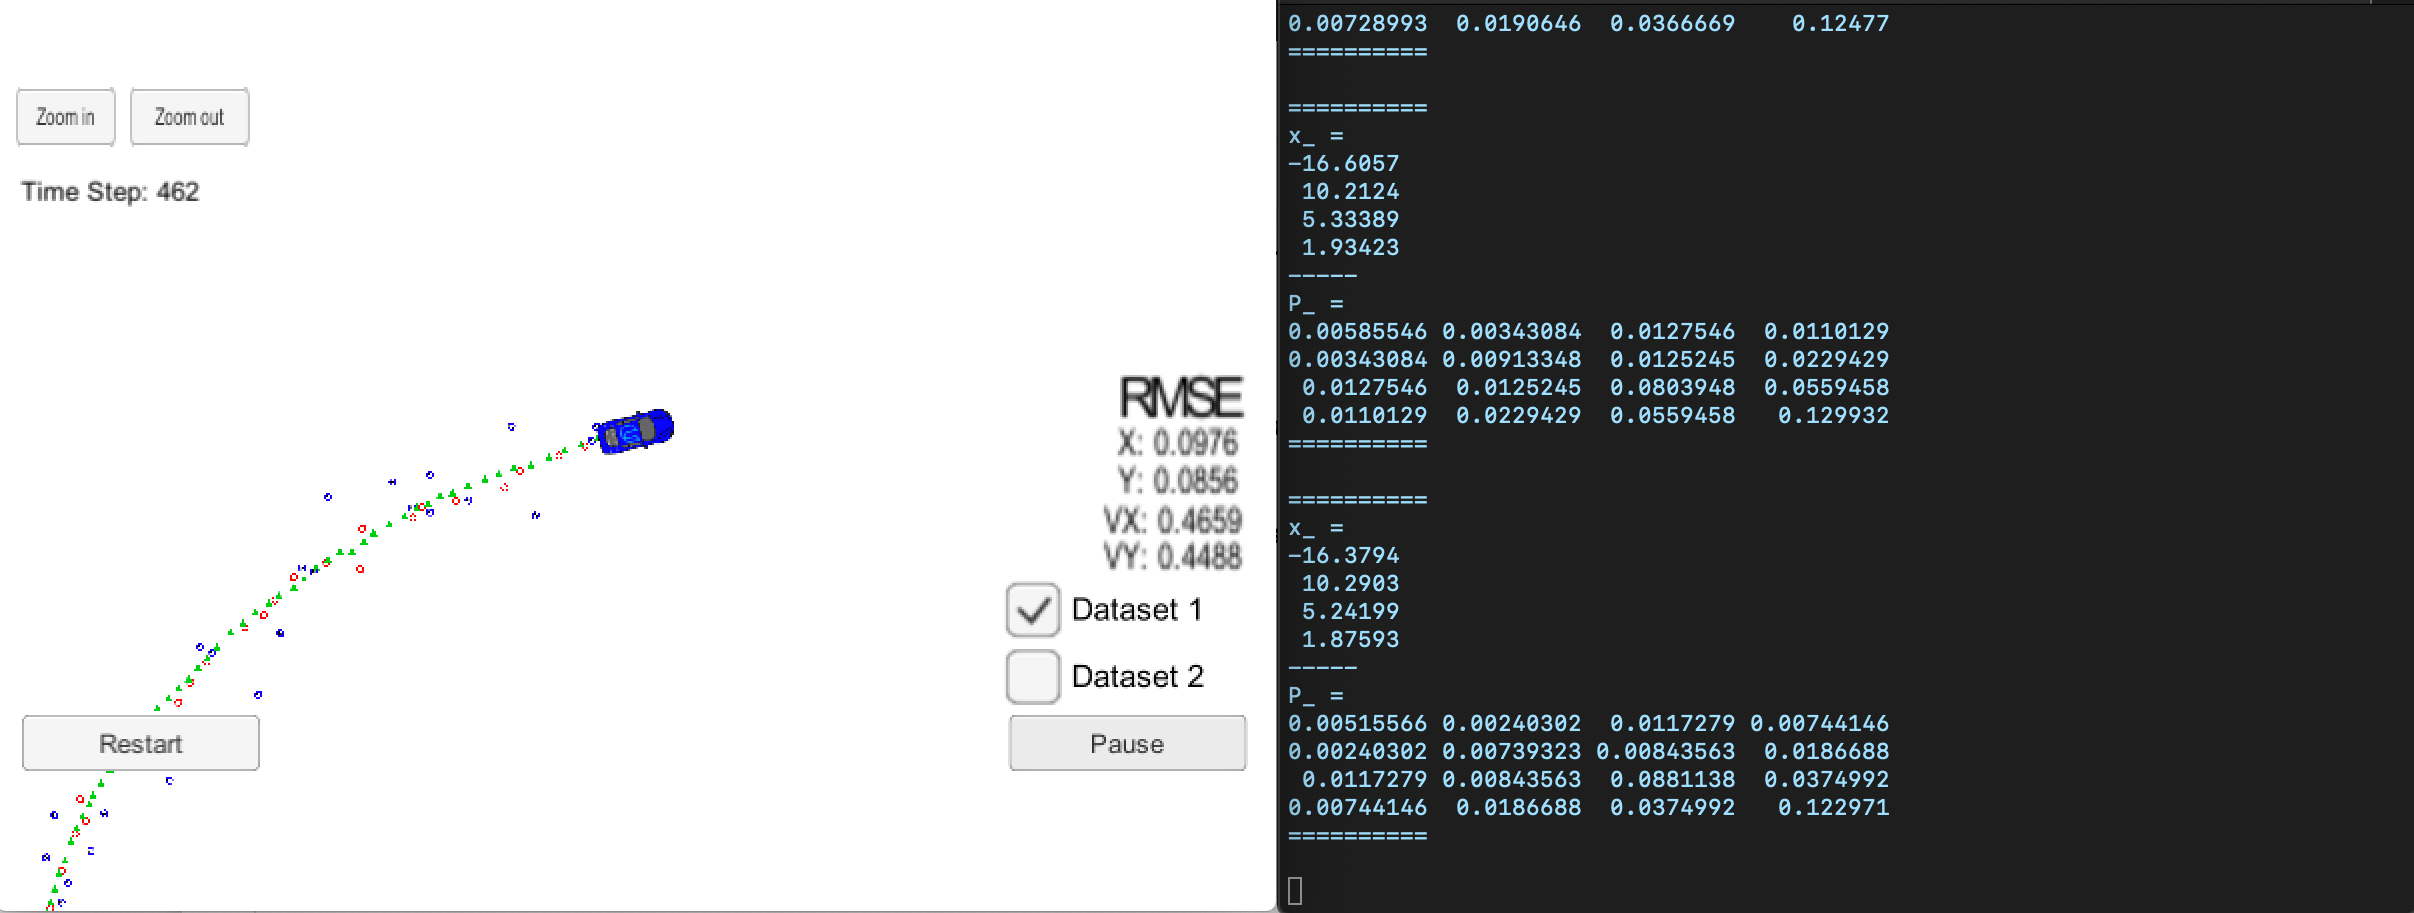 Zoom in
Zoom out
Time Step: 462
RMSE
X: 0.0976
Y: 0.0856
VX: 0.4659
VY: 0.4488
Dataset 1
Dataset 2
Restart
Pause
0.00728993 0.0190646 0.0366669 0.12477
==========
==========
x_ =
-16.6057
10.2124
5.33389
1.93423
-----
P_ =
0.00585546 0.00343084 0.0127546 0.0110129
0.00343084 0.00913348 0.0125245 0.0229429
0.0127546 0.0125245 0.0803948 0.0559458
0.0110129 0.0229429 0.0559458 0.129932
==========
==========
x_ =
-16.3794
10.2903
5.24199
1.87593
-----
P_ =
0.00515566 0.00240302 0.0117279 0.00744146
0.00240302 0.00739323 0.00843563 0.0186688
0.0117279 0.00843563 0.0881138 0.0374992
0.00744146 0.0186688 0.0374992 0.122971
==========